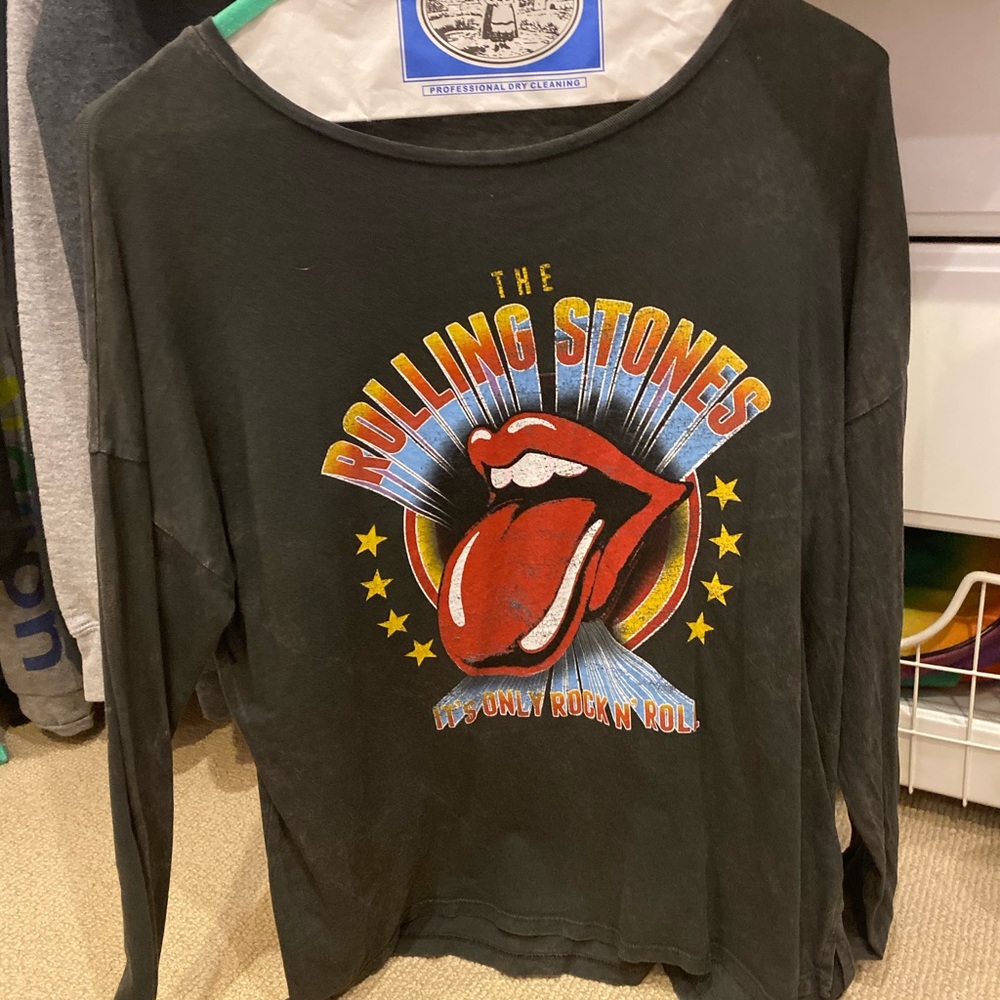 PROFESSIONAL DRY CLEANING
THE
ROLLING STONES
IT'S ONLY ROCK N' ROLL